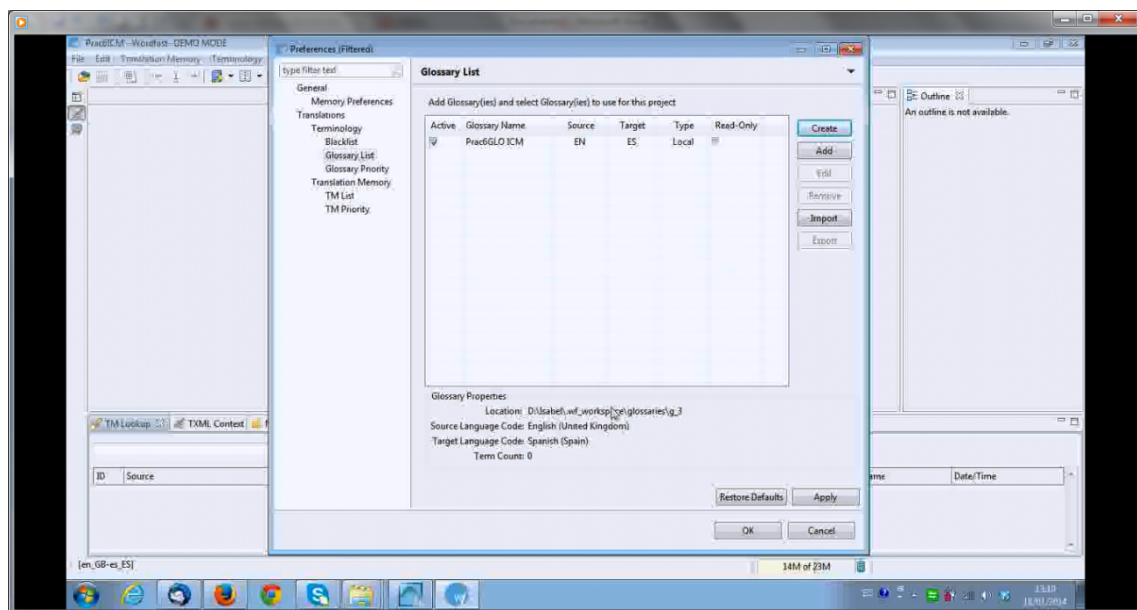 PracticM - Wordfast - DEMO MODE
File Edit Translation Memory Terminology
Preferences (Filtered)
type filter text
General
Memory Preferences
Translations
Terminology
Blacklist
Glossary List
Glossary Priority
Translation Memory
TM List
TM Priority
Glossary List
Add Glossary(ies) and select Glossary(ies) to use for this project
Active Glossary Name Source Target Type Read-Only
Prac6GLO ICM EN ES Local
Create
Add
Edit
Remove
Import
Export
Glossary Properties
Location: D:\Isabel\.wf_workspace\glossaries\g_3
Source Language Code: English (United Kingdom)
Target Language Code: Spanish (Spain)
Term Count: 0
Restore Defaults Apply
OK Cancel
Outline
An outline is not available.
TM Lookup TXML Context
ID Source
Date/Time
[en_GB-es_ES]
14M of 23M
13:10